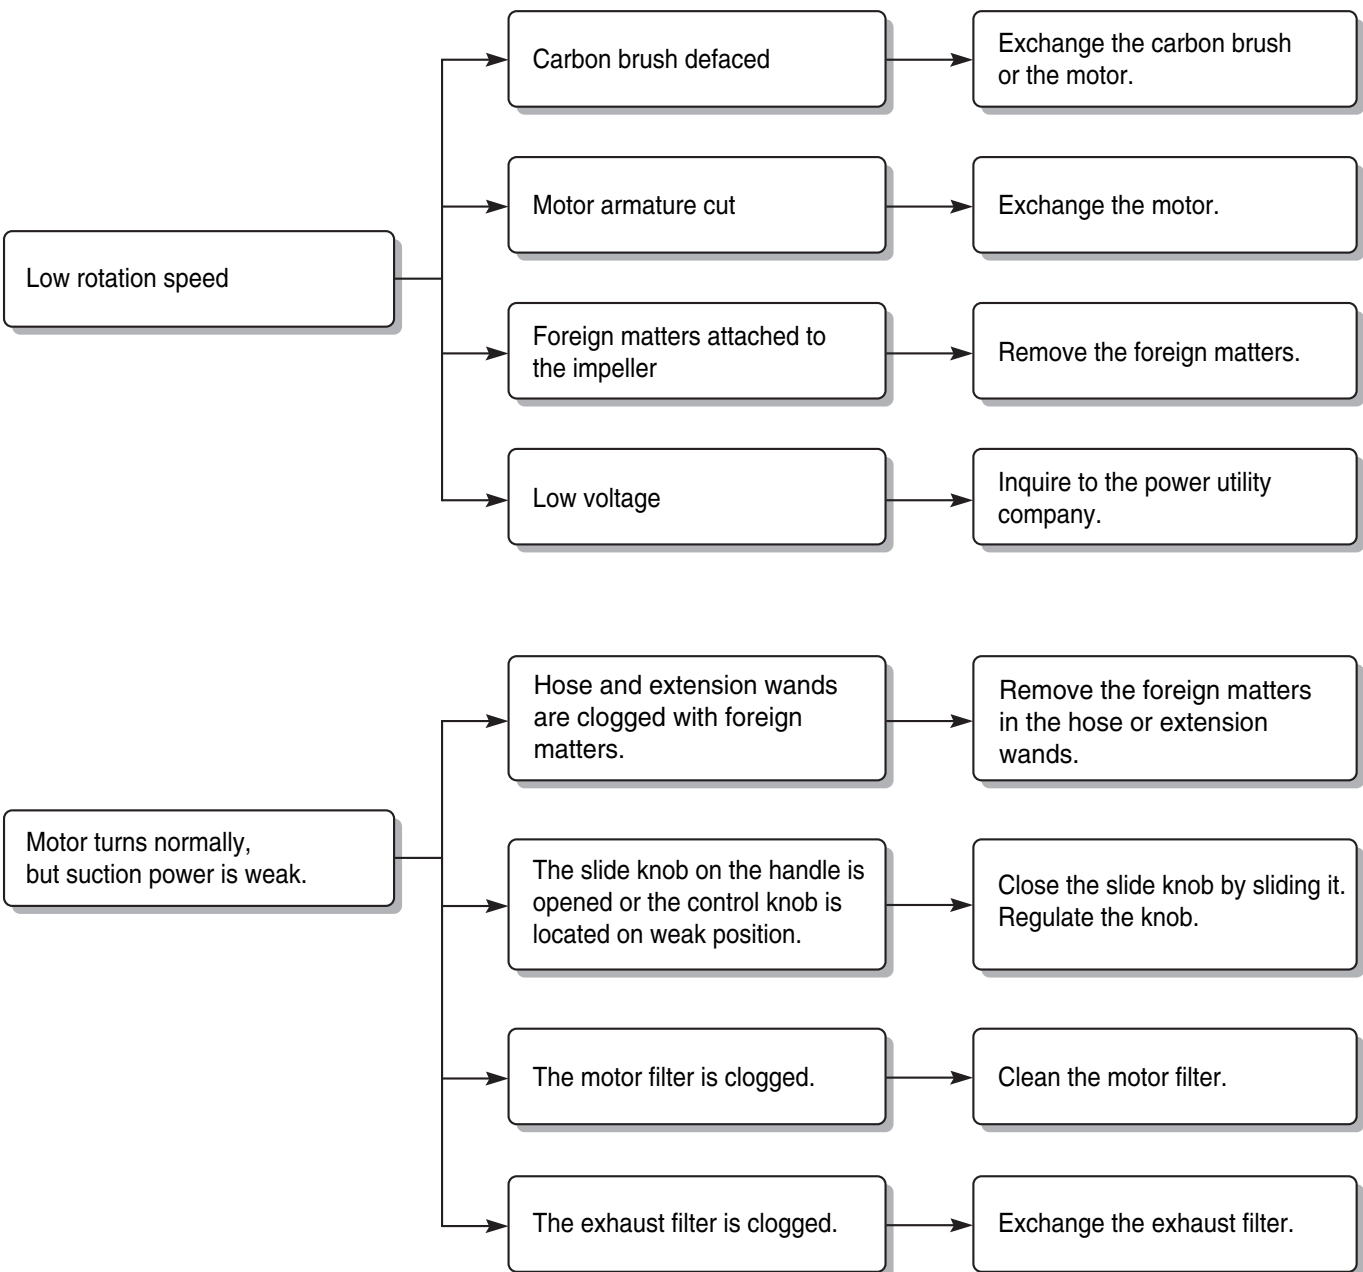 Carbon brush defaced
Exchange the carbon brush
or the motor.
Motor armature cut
Exchange the motor.
Low rotation speed
Foreign matters attached to
the impeller
Remove the foreign matters.
Low voltage
Inquire to the power utility
company.
Hose and extension wands
are clogged with foreign
matters.
Remove the foreign matters
in the hose or extension
wands.
Motor turns normally,
but suction power is weak.
The slide knob on the handle is
opened or the control knob is
located on weak position.
Close the slide knob by sliding it.
Regulate the knob.
The motor filter is clogged.
Clean the motor filter.
The exhaust filter is clogged.
Exchange the exhaust filter.